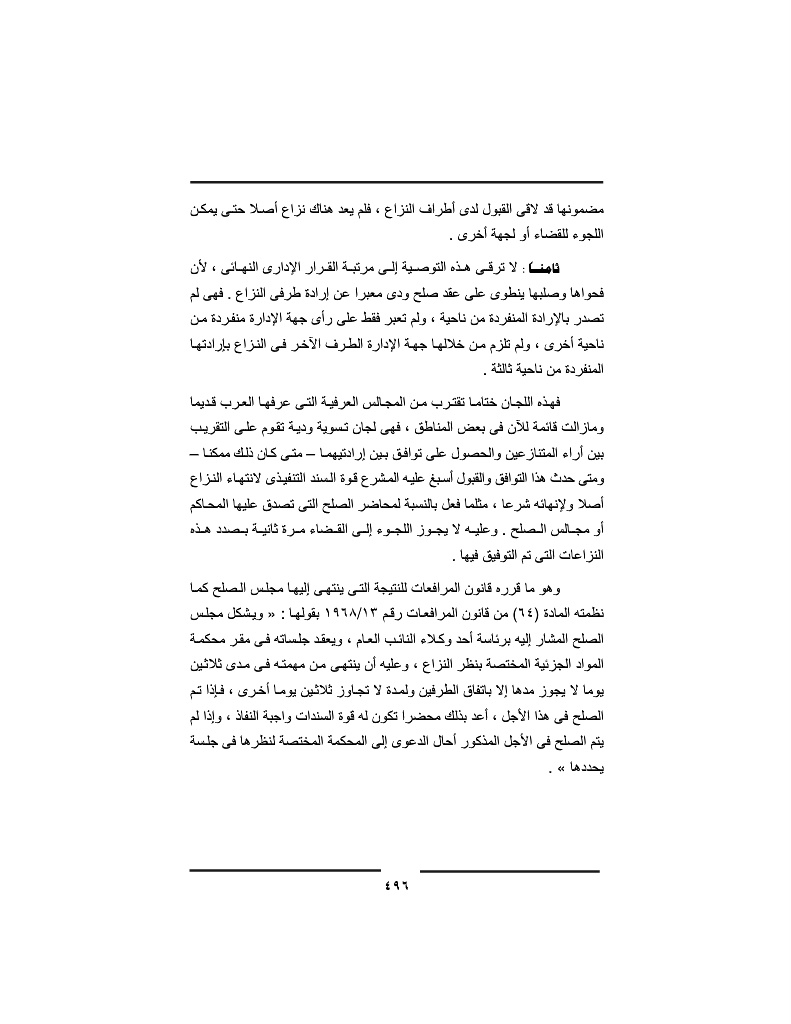 مضمونها قد لاقى القبول لدى أطراف النزاع ، فلم يعد هناك نزاع أصلا حتى يمكن
اللجوء للقضاء أو لجهة أخرى .
ثامنـا : لا ترقى هذه التوصية إلى مرتبة القرار الإدارى النهائى ، لأن
فحواها وصلبها ينطوى على عقد صلح ودى معبرا عن إرادة طرفى النزاع . فهى لم
تصدر بالإرادة المنفردة من ناحية ، ولم تعبر فقط على رأى جهة الإدارة منفردة من
ناحية أخرى ، ولم تلزم من خلالها جهة الإدارة الطرف الآخر فى النزاع بإرادتها
المنفردة من ناحية ثالثة .
فهذه اللجان ختاما تقترب من المجالس العرفية التى عرفها العرب قديما
ومازالت قائمة للآن فى بعض المناطق ، فهى لجان تسوية ودية تقوم على التقريب
بين أراء المتنازعين والحصول على توافق بين إرادتيهما – متى كان ذلك ممكنا –
ومتى حدث هذا التوافق والقبول أسبغ عليه المشرع قوة السند التنفيذى لانتهاء النزاع
أصلا ولإنهائه شرعا ، مثلما فعل بالنسبة لمحاضر الصلح التى تصدق عليها المحاكم
أو مجالس الصلح . وعليه لا يجوز اللجوء إلى القضاء مرة ثانية بصدد هذه
النزاعات التى تم التوفيق فيها .
وهو ما قرره قانون المرافعات للنتيجة التى ينتهى إليها مجلس الصلح كما
نظمته المادة (٦٤) من قانون المرافعات رقم ١٩٦٨/١٣ بقولها : « ويشكل مجلس
الصلح المشار إليه برئاسة أحد وكلاء النائب العام ، ويعقد جلساته فى مقر محكمة
المواد الجزئية المختصة بنظر النزاع ، وعليه أن ينتهى من مهمته فى مدى ثلاثين
يوما لا يجوز مدها إلا باتفاق الطرفين ولمدة لا تجاوز ثلاثين يوما أخرى ، فإذا تم
الصلح فى هذا الأجل ، أعد بذلك محضرا تكون له قوة السندات واجبة النفاذ ، وإذا لم
يتم الصلح فى الأجل المذكور أحال الدعوى إلى المحكمة المختصة لنظرها فى جلسة
يحددها » .
٤٩٦